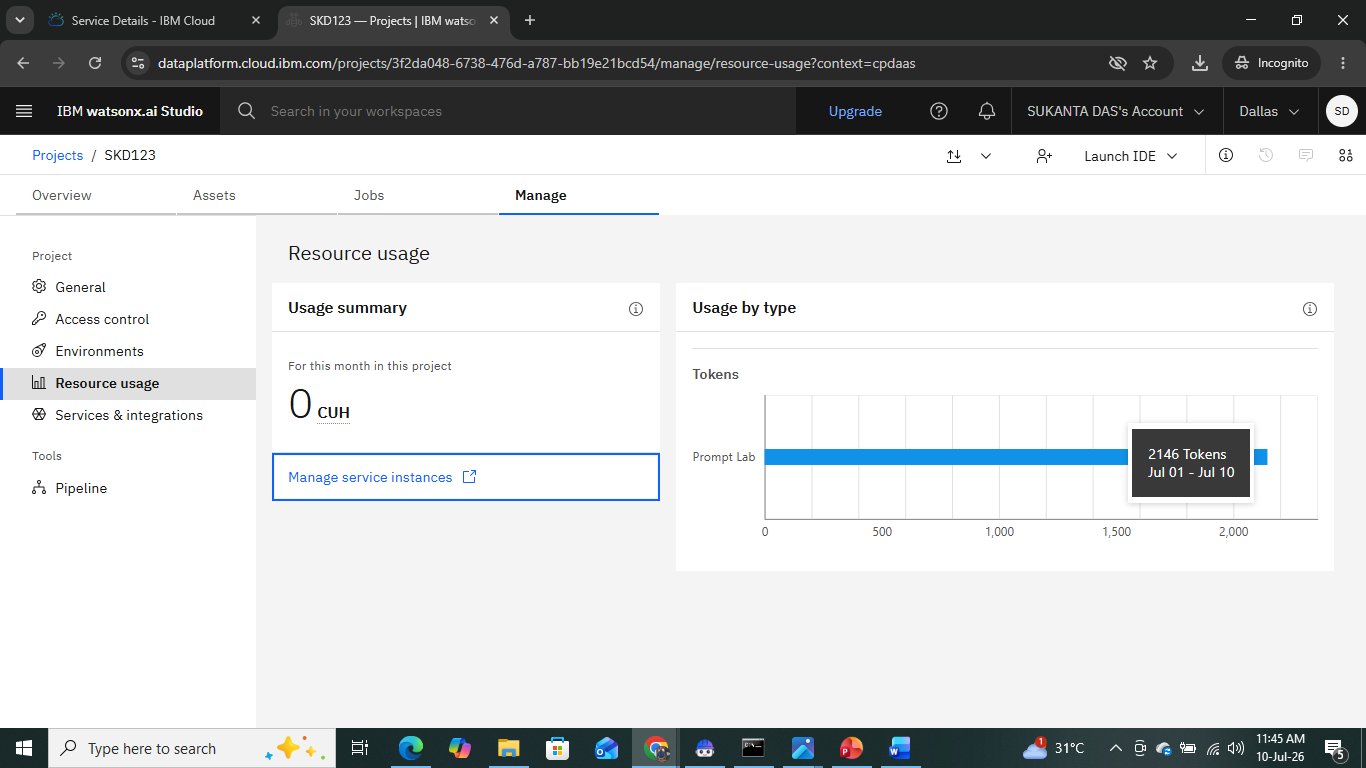 Service Details - IBM Cloud
SKD123 — Projects | IBM watso
dataplatform.cloud.ibm.com/projects/3f2da048-6738-476d-a787-bb19e21bcd54/manage/resource-usage?context=cpdaas
Incognito
IBM watsonx.ai Studio
Search in your workspaces
Upgrade
SUKANTA DAS's Account
Dallas
SD
Projects / SKD123
Launch IDE
Overview
Assets
Jobs
Manage
Project
General
Access control
Environments
Resource usage
Services & integrations
Tools
Pipeline
Resource usage
Usage summary
For this month in this project
0 CUH
Manage service instances
Usage by type
Tokens
Prompt Lab
2146 Tokens
Jul 01 - Jul 10
0 500 1,000 1,500 2,000
Type here to search
1
31°C
11:45 AM
10-Jul-26
5